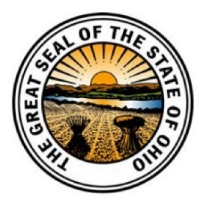 THE GREAT SEAL OF THE STATE OF OHIO